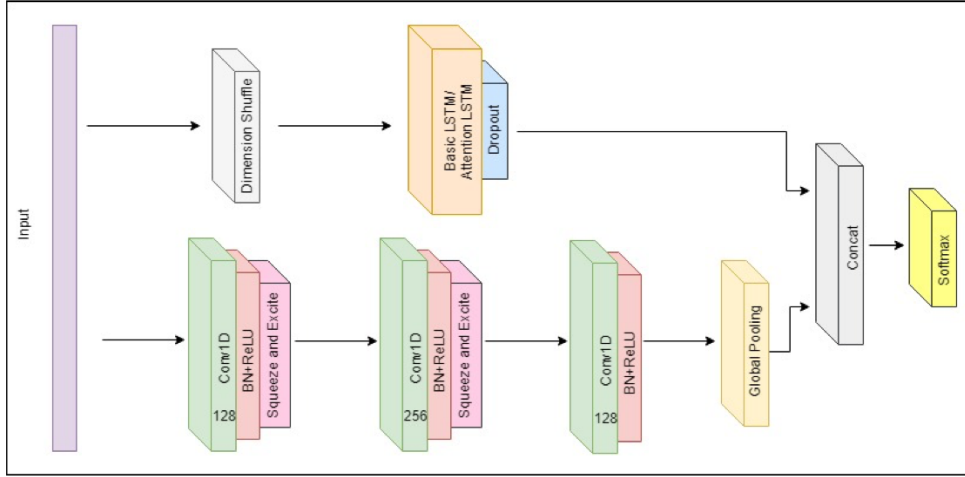 Input
Dimension Shuffle
Basic LSTM/
Attention LSTM
Dropout
Conv1D
128
BN+ReLU
Squeeze and Excite
Conv1D
256
BN+ReLU
Squeeze and Excite
Conv1D
128
BN+ReLU
Global Pooling
Concat
Softmax